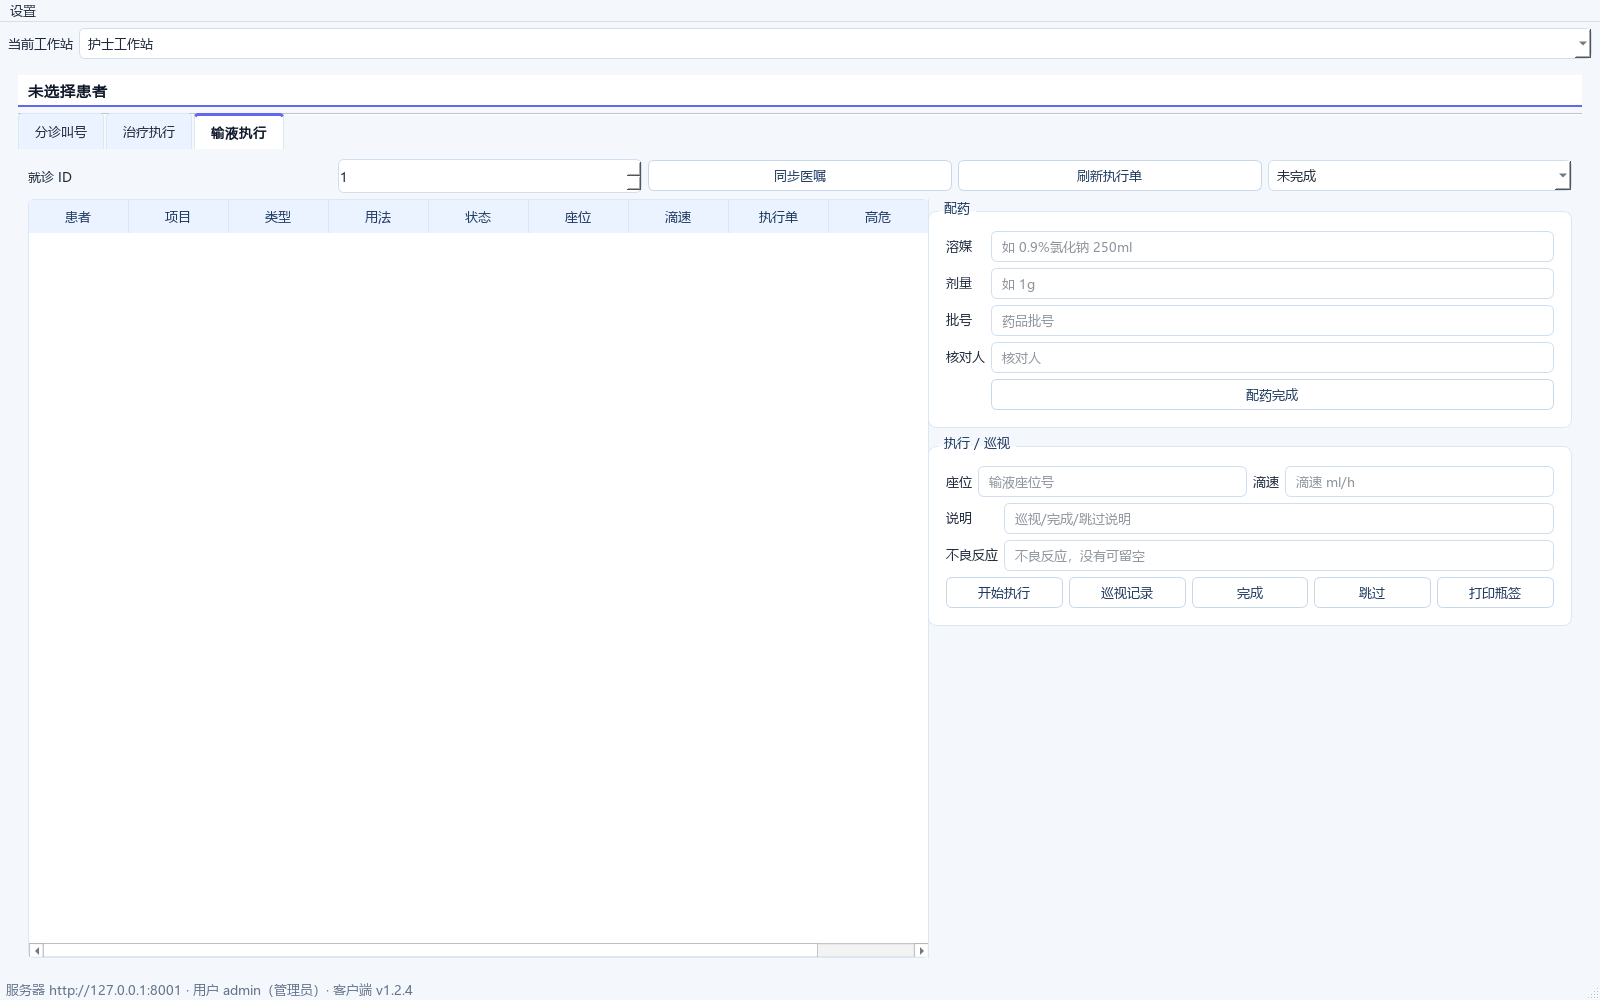 设置
当前工作站 护士工作站
未选择患者
分诊叫号 治疗执行 输液执行
就诊 ID 1 同步医嘱 刷新执行单 未完成
患者 项目 类型 用法 状态 座位 滴速 执行单 高危
配药
溶媒 如 0.9%氯化钠 250ml
剂量 如 1g
批号 药品批号
核对人 核对人
配药完成
执行 / 巡视
座位 输液座位号 滴速 滴速 ml/h
说明 巡视/完成/跳过说明
不良反应 不良反应，没有可留空
开始执行 巡视记录 完成 跳过 打印瓶签
服务器 http://127.0.0.1:8001 · 用户 admin（管理员）· 客户端 v1.2.4